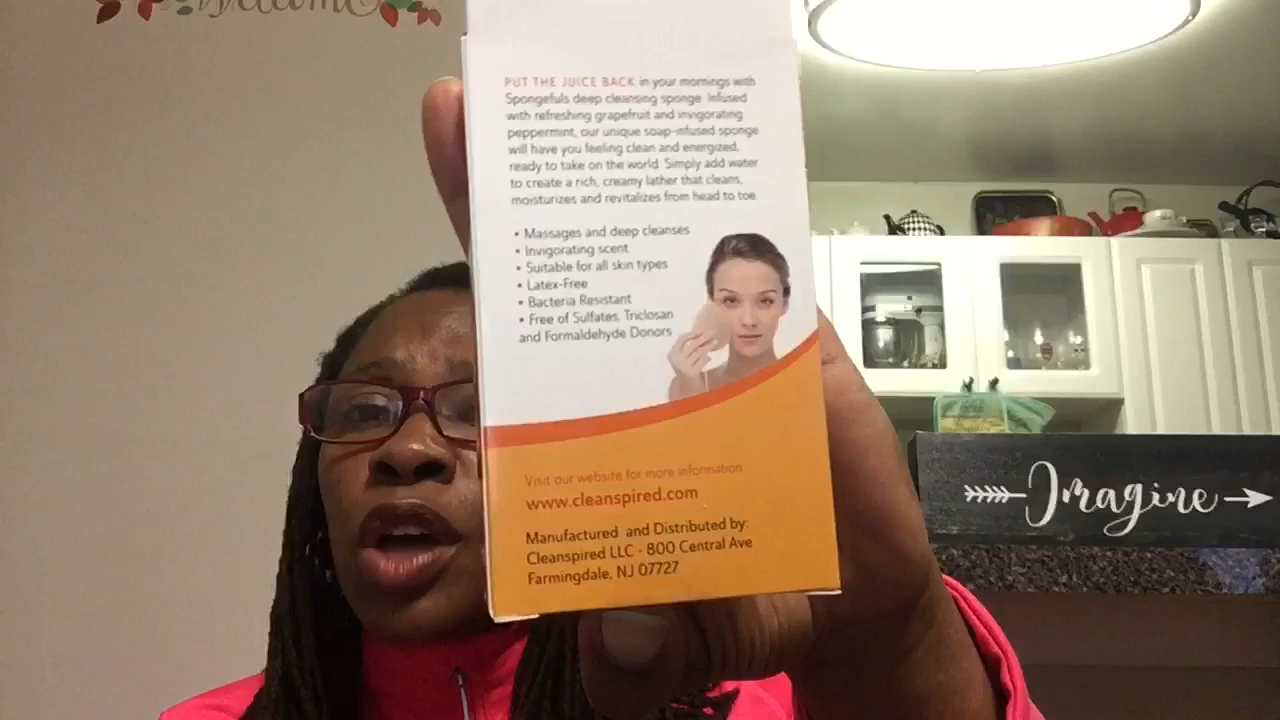 Welcome
PUT THE JUICE BACK in your mornings with
Spongefuls deep cleansing sponge. Infused
with refreshing grapefruit and invigorating
peppermint, our unique soap-infused sponge
will have you feeling clean and energized,
ready to take on the world. Simply add water
to create a rich, creamy lather that cleans,
moisturizes and revitalizes from head to toe.
• Massages and deep cleanses
• Invigorating scent
• Suitable for all skin types
• Latex-Free
• Bacteria Resistant
• Free of Sulfates, Triclosan
and Formaldehyde Donors
Visit our website for more information
www.cleanspired.com
Manufactured and Distributed by:
Cleanspired LLC - 800 Central Ave
Farmingdale, NJ 07727
Imagine